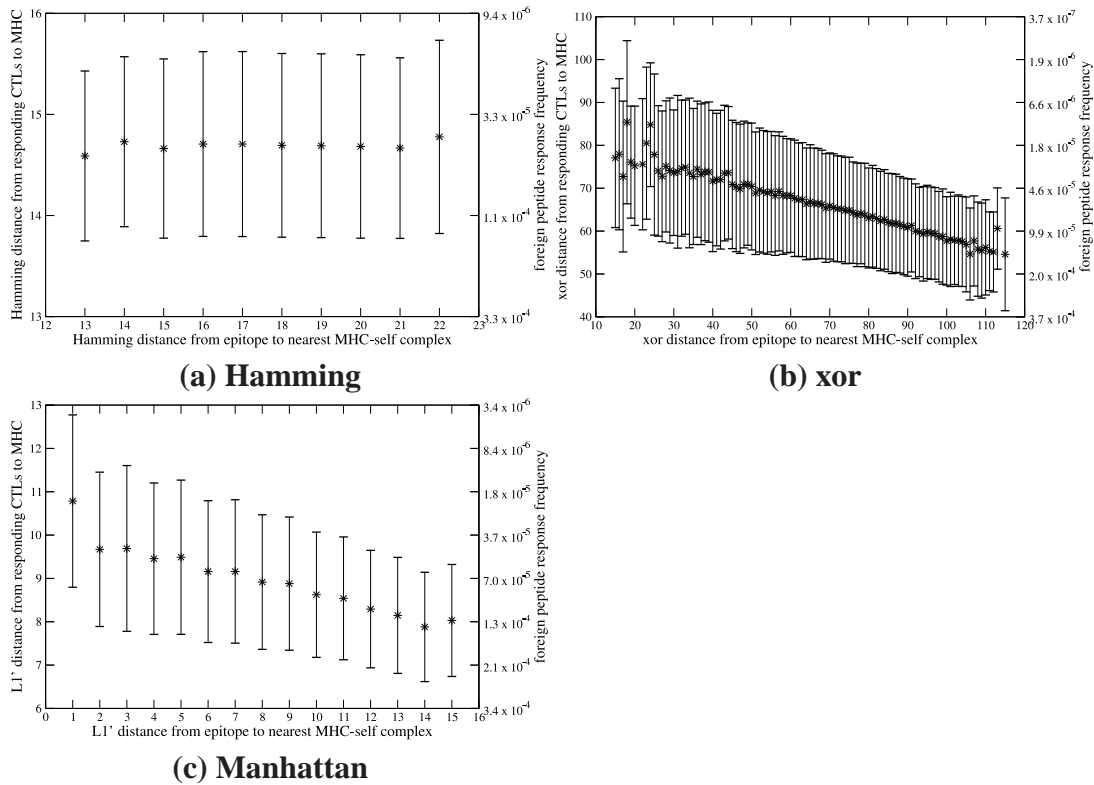 16
15
14
13
12 13 14 15 16 17 18 19 20 21 22 23
9.4 x 10-6
3.3 x 10-5
1.1 x 10-4
3.3 x 10-4
Hamming distance from responding CTLs to MHC
foreign peptide response frequency
Hamming distance from epitope to nearest MHC-self complex
(a) Hamming
110
100
90
80
70
60
50
40
10 20 30 40 50 60 70 80 90 100 110 120
3.7 x 10-7
1.9 x 10-6
6.6 x 10-6
1.8 x 10-5
4.6 x 10-5
9.9 x 10-5
2.0 x 10-4
3.7 x 10-4
xor distance from responding CTLs to MHC
foreign peptide response frequency
xor distance from epitope to nearest MHC-self complex
(b) xor
13
12
11
10
9
8
7
6
0 1 2 3 4 5 6 7 8 9 10 11 12 13 14 15 16
3.4 x 10-6
8.4 x 10-6
1.8 x 10-5
3.7 x 10-5
7.0 x 10-5
1.3 x 10-4
2.1 x 10-4
3.4 x 10-4
L1' distance from responding CTLs to MHC
foreign peptide response frequency
L1' distance from epitope to nearest MHC-self complex
(c) Manhattan